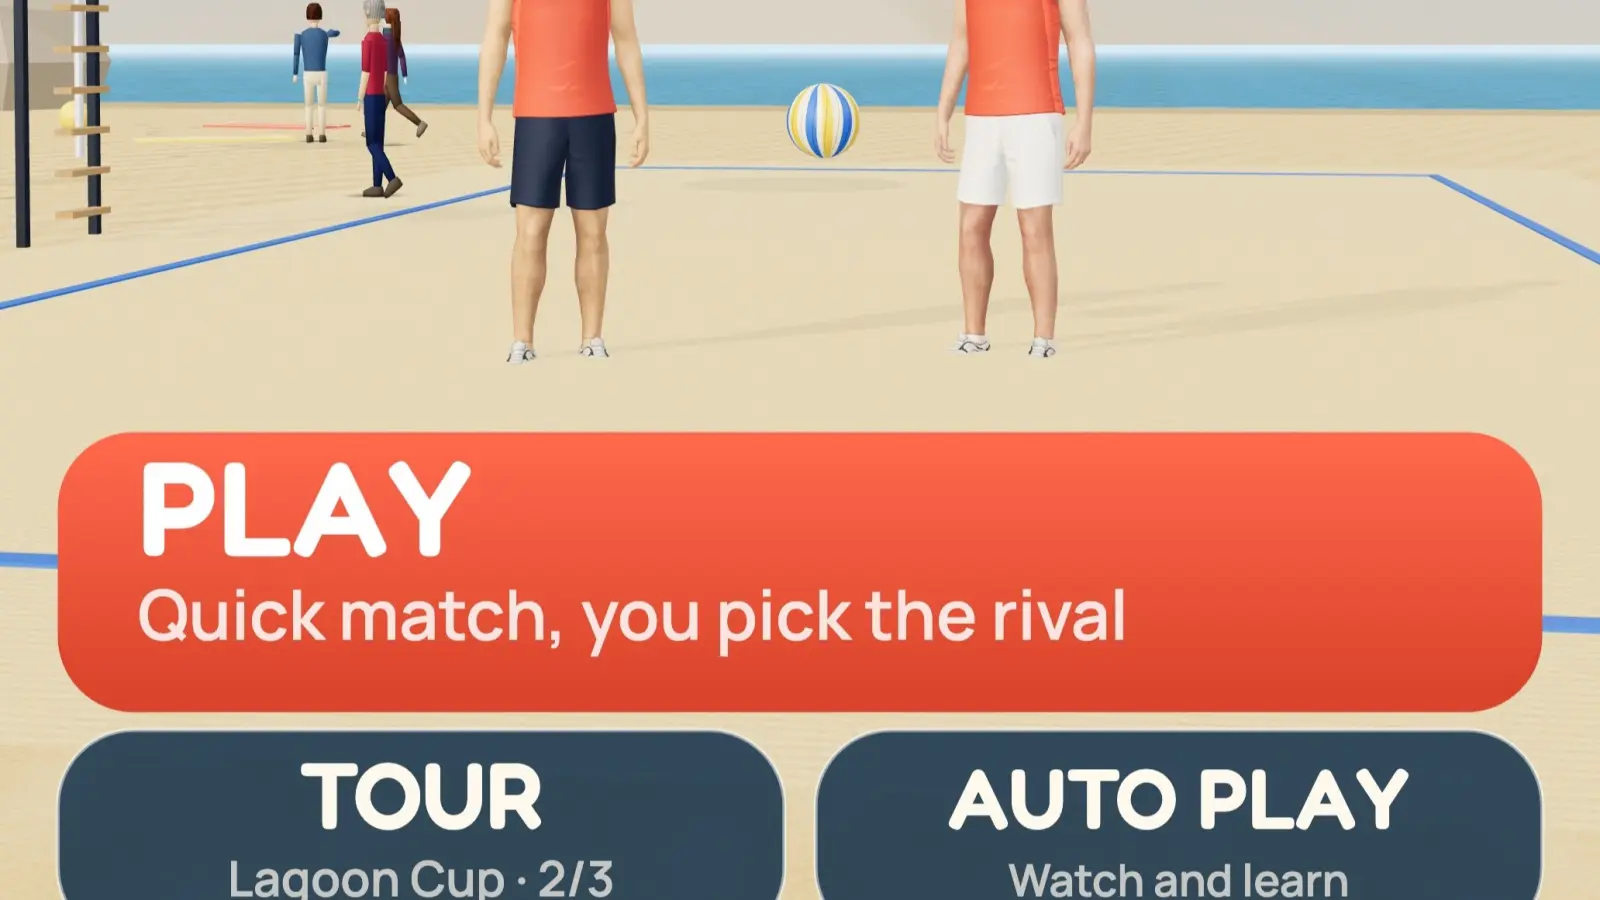 PLAY
Quick match, you pick the rival
TOUR
AUTO PLAY
Lagoon Cup · 2/3
Watch and learn